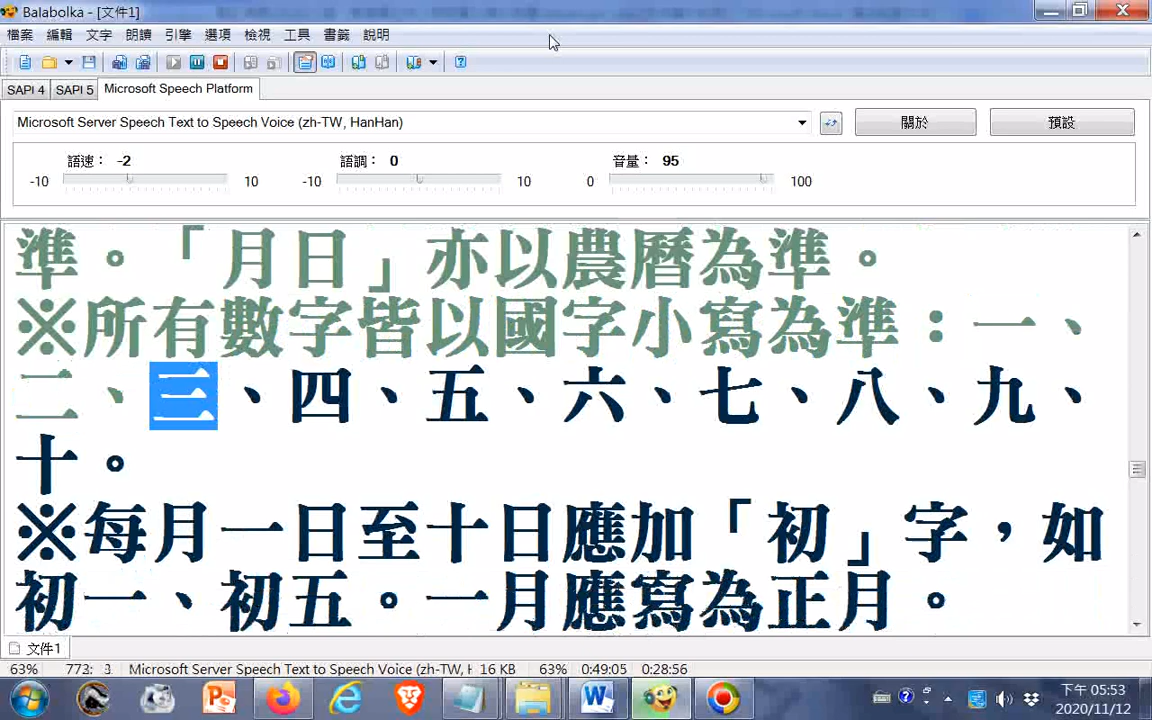 Balabolka - [文件1]
檔案 編輯 文字 朗讀 引擎 選項 檢視 工具 書籤 說明
SAPI 4 SAPI 5 Microsoft Speech Platform
Microsoft Server Speech Text to Speech Voice (zh-TW, HanHan) 關於 預設
語速： -2 語調： 0 音量： 95
-10 10 -10 10 0 100
準。「月日」亦以農曆為準。
※所有數字皆以國字小寫為準：一、
二、三、四、五、六、七、八、九、
十。
※每月一日至十日應加「初」字，如
初一、初五。一月應寫為正月。
文件1
63% Microsoft Server Speech Text to Speech Voice (zh-TW, H 16 KB 63% 0:49:05 0:28:56
下午 05:53
2020/11/12